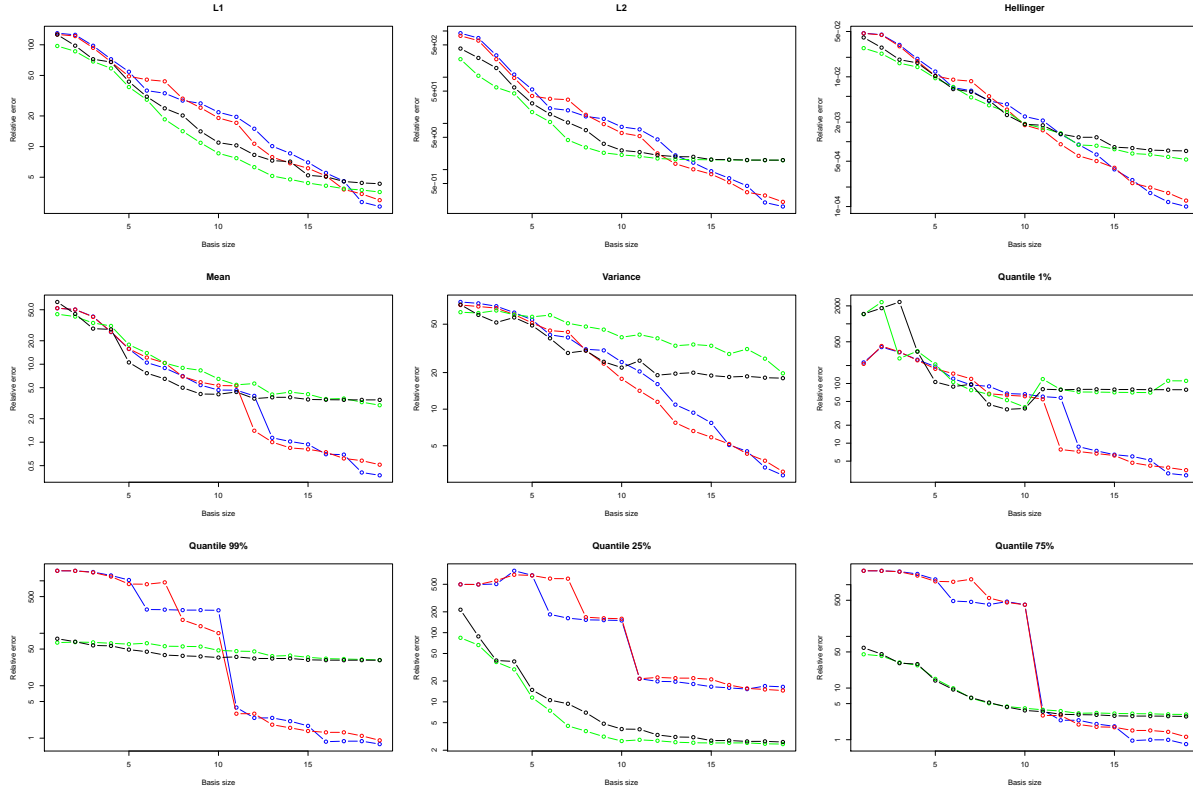 L1
Relative error
100
50
20
10
5
5 10 15
Basis size
L2
Relative error
5e+02
5e+01
5e+00
5e-01
5 10 15
Basis size
Hellinger
Relative error
5e-02
1e-02
2e-03
5e-04
1e-04
5 10 15
Basis size
Mean
Relative error
50.0
20.0
10.0
5.0
2.0
1.0
0.5
5 10 15
Basis size
Variance
Relative error
50
20
10
5
5 10 15
Basis size
Quantile 1%
Relative error
2000
500
100
50
10
5
5 10 15
Basis size
Quantile 99%
Relative error
500
50
10
5
1
5 10 15
Basis size
Quantile 25%
Relative error
500
200
100
50
20
10
5
2
5 10 15
Basis size
Quantile 75%
Relative error
500
50
10
5
1
5 10 15
Basis size